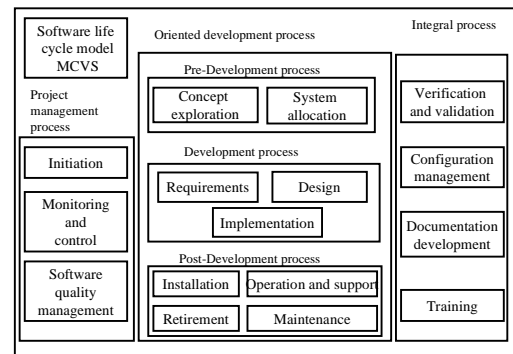 Software life
cycle model
MCVS
Project
management
process
Initiation
Monitoring
and
control
Software
quality
management
Oriented development process
Pre-Development process
Concept
exploration
System
allocation
Development process
Requirements
Design
Implementation
Post-Development process
Installation
Operation and support
Retirement
Maintenance
Integral process
Verification
and validation
Configuration
management
Documentation
development
Training